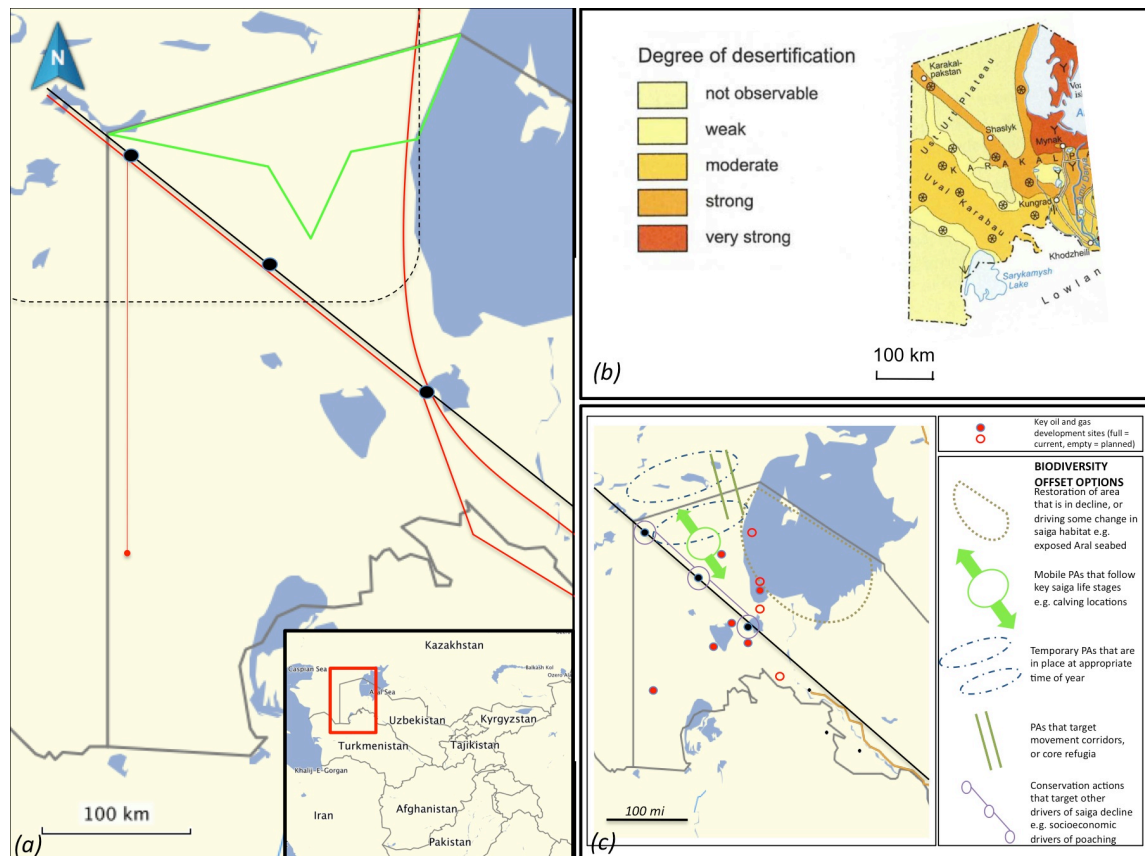 N
100 km
(a)
Kazakhstan
Caspian Sea
Balkash Kol
Aral Sea
Uzbekistan
Kyrgyzstan
Turkmenistan
Tajikistan
Khalij-E-Gorgan
Iran
Afghanistan
Pakistan
Degree of desertification
not observable
weak
moderate
strong
very strong
Karakal-
pakstan
Ust Urt Plateau
Shaslyk
Mynak
KARAKALP
Uval Karabau
Kungrad
Khodzheili
Sarykamysh
Lake
Lowlan
100 km
(b)
100 mi
(c)
Key oil and gas
development sites (full =
current, empty = planned)
BIODIVERSITY
OFFSET OPTIONS
Restoration of area
that is in decline, or
driving some change in
saiga habitat e.g.
exposed Aral seabed
Mobile PAs that follow
key saiga life stages
e.g. calving locations
Temporary PAs that are
in place at appropriate
time of year
PAs that target
movement corridors,
or core refugia
Conservation actions
that target other
drivers of saiga decline
e.g. socioeconomic
drivers of poaching